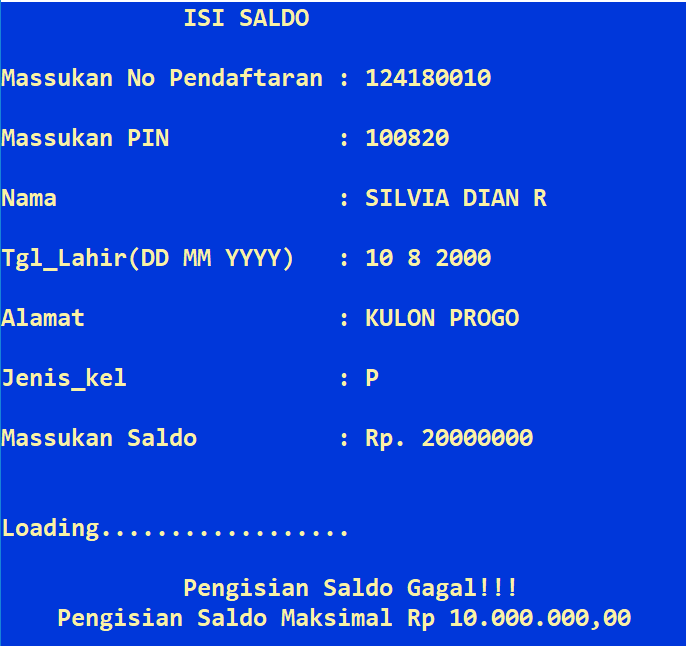 ISI SALDO
Massukan No Pendaftaran : 124180010
Massukan PIN : 100820
Nama : SILVIA DIAN R
Tgl_Lahir(DD MM YYYY) : 10 8 2000
Alamat : KULON PROGO
Jenis_kel : P
Massukan Saldo : Rp. 20000000
Loading..................
Pengisian Saldo Gagal!!!
Pengisian Saldo Maksimal Rp 10.000.000,00